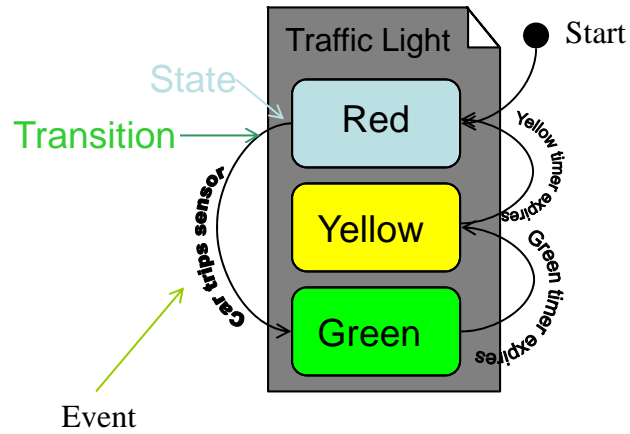 Traffic Light
Start
State
Red
Transition
Yellow timer
expires
Car trips sensor
Yellow
Green timer expires
Green
Event